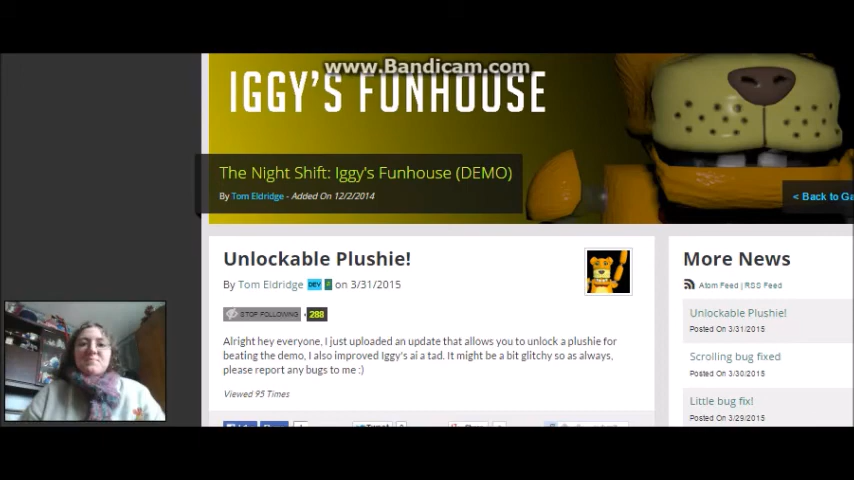 www.Bandicam.com
IGGY'S FUNHOUSE
The Night Shift: Iggy's Funhouse (DEMO)
By Tom Eldridge - Added On 12/2/2014
< Back to Ga
Unlockable Plushie!
By Tom Eldridge DEV on 3/31/2015
STOP FOLLOWING 288
Alright hey everyone, I just uploaded an update that allows you to unlock a plushie for
beating the demo, I also improved Iggy's ai a tad. It might be a bit glitchy so as always,
please report any bugs to me :)
Viewed 95 Times
Tweet
More News
Atom Feed | RSS Feed
Unlockable Plushie!
Posted On 3/31/2015
Scrolling bug fixed
Posted On 3/30/2015
Little bug fix!
Posted On 3/29/2015